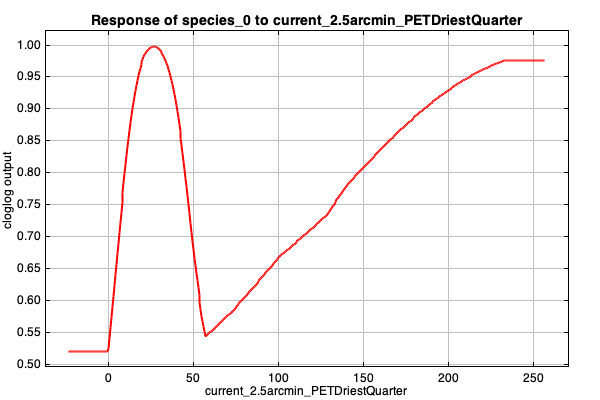 Response of species_0 to current_2.5arcmin_PETDriestQuarter
1.00
0.95
0.90
0.85
0.80
0.75
0.70
0.65
0.60
0.55
0.50
cloglog output
0 50 100 150 200 250
current_2.5arcmin_PETDriestQuarter